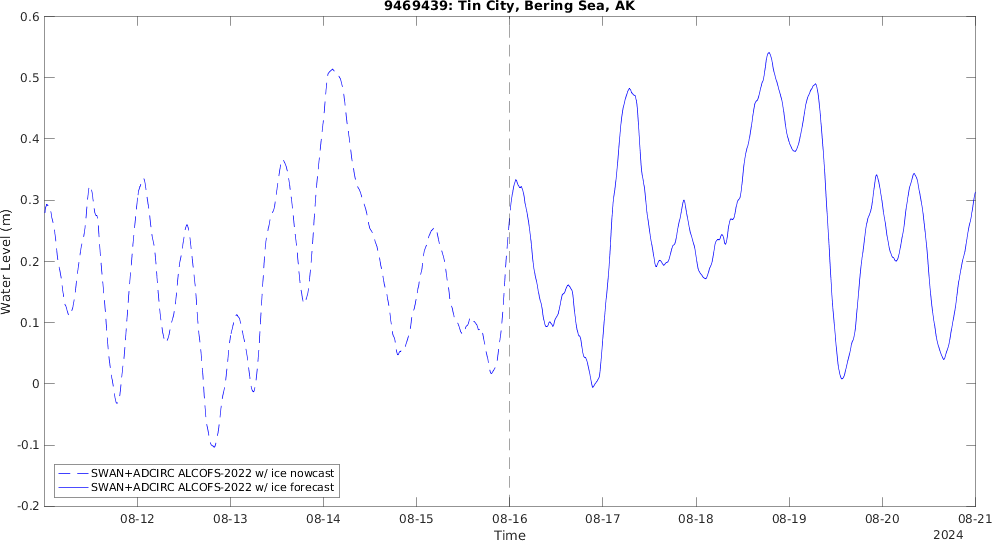 9469439: Tin City, Bering Sea, AK
0.6
0.5
0.4
0.3
0.2
0.1
0
-0.1
-0.2
Water Level (m)
SWAN+ADCIRC ALCOFS-2022 w/ ice nowcast
SWAN+ADCIRC ALCOFS-2022 w/ ice forecast
08-12 08-13 08-14 08-15 08-16 08-17 08-18 08-19 08-20 08-21
Time
2024